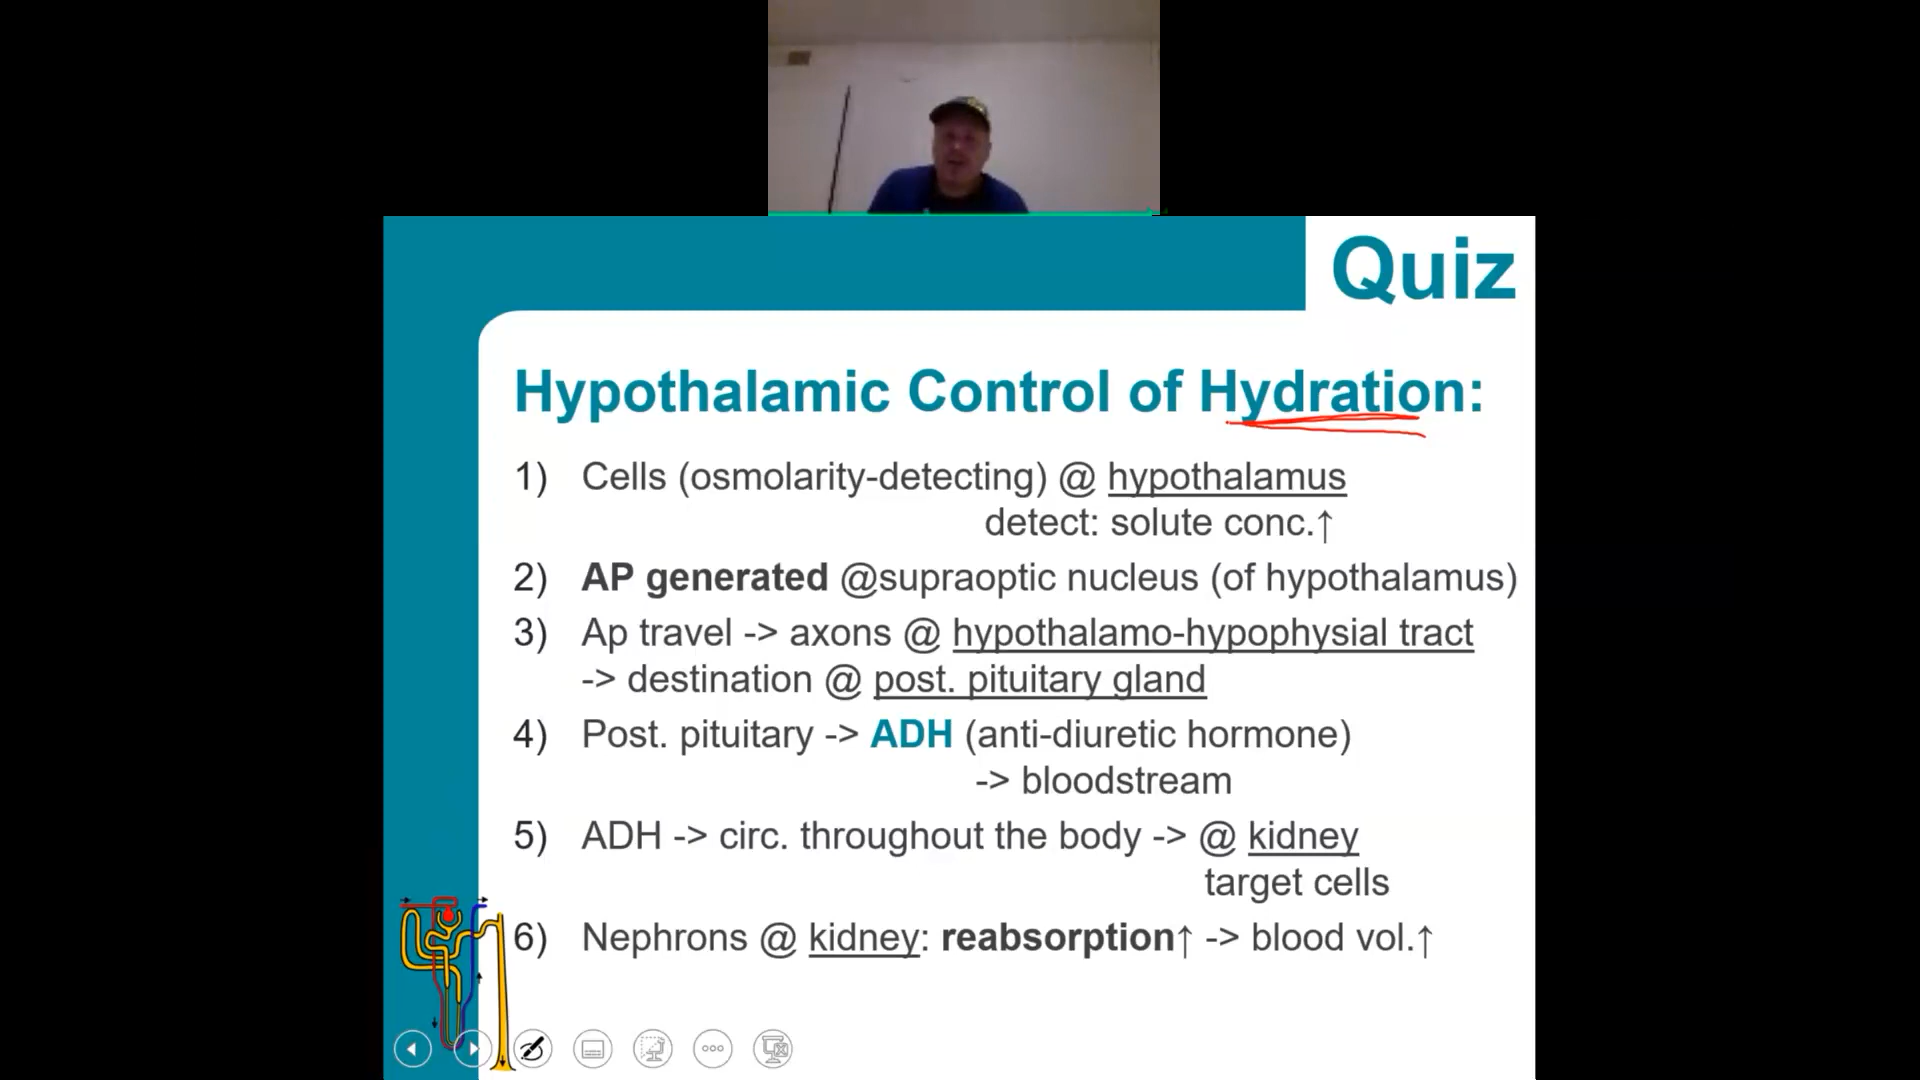 Quiz
Hypothalamic Control of Hydration:
1) Cells (osmolarity-detecting) @ hypothalamus
detect: solute conc.↑
2) AP generated @supraoptic nucleus (of hypothalamus)
3) Ap travel -> axons @ hypothalamo-hypophysial tract
-> destination @ post. pituitary gland
4) Post. pituitary -> ADH (anti-diuretic hormone)
-> bloodstream
5) ADH -> circ. throughout the body -> @ kidney
target cells
6) Nephrons @ kidney: reabsorption↑ -> blood vol.↑